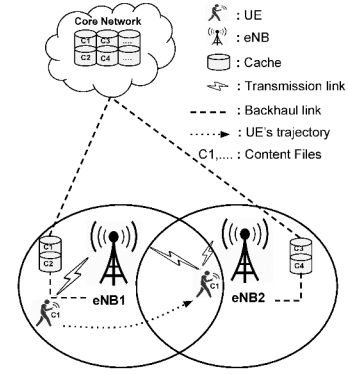 Core Network
C1 C3 ....
C2 C4 ....
: UE
: eNB
: Cache
: Transmission link
: Backhaul link
: UE's trajectory
C1,.... : Content Files
C1
C2
eNB1
C1
C1
eNB2
C3
C4